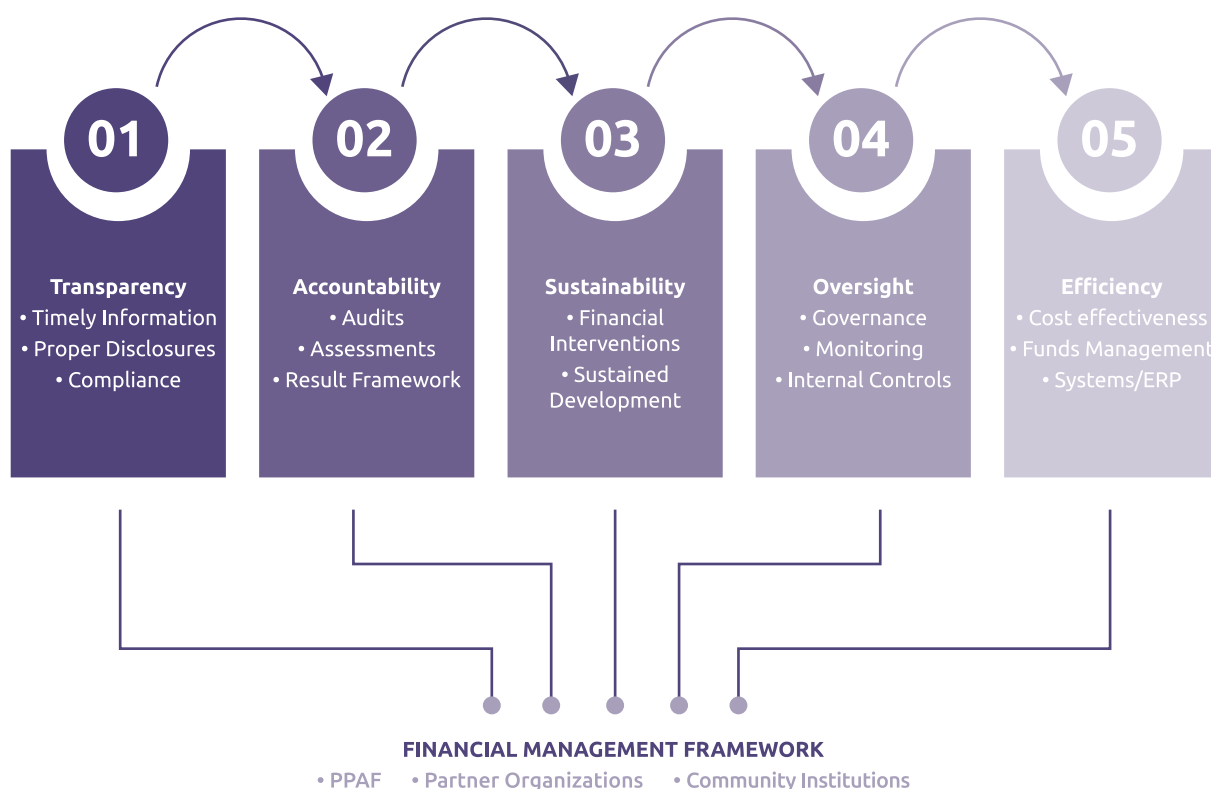 01
Transparency
• Timely Information
• Proper Disclosures
• Compliance
02
Accountability
• Audits
• Assessments
• Result Framework
03
Sustainability
• Financial
Interventions
• Sustained
Development
04
Oversight
• Governance
• Monitoring
• Internal Controls
05
Efficiency
• Cost effectiveness
• Funds Management
• Systems/ERP
FINANCIAL MANAGEMENT FRAMEWORK
• PPAF • Partner Organizations • Community Institutions